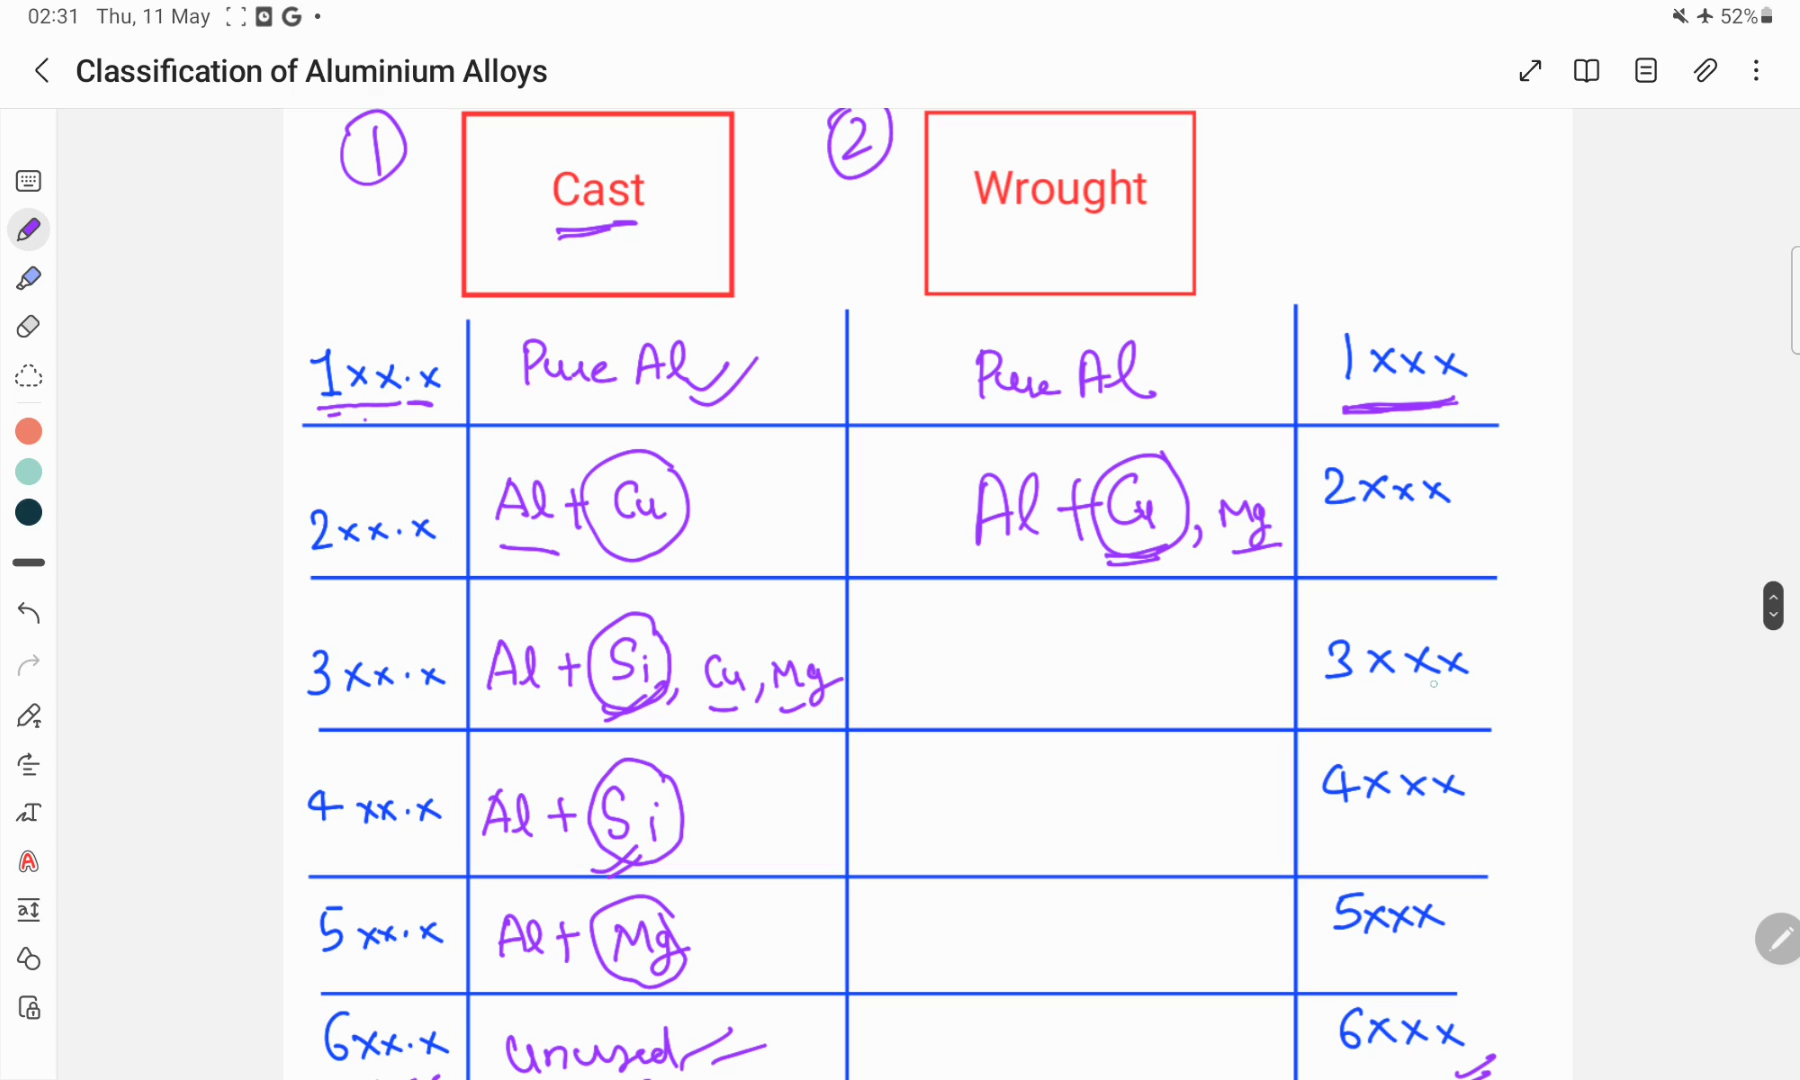 02:31 Thu, 11 May G 52%
Classification of Aluminium Alloys
1 Cast 2 Wrought
1xx.x Pure Al Pure Al 1xxx
2xx.x Al + Cu Al + Cu, Mg 2xxx
3xx.x Al + Si, Cu, Mg 3xxx
4xx.x Al + Si 4xxx
5xx.x Al + Mg 5xxx
6xx.x Unused 6xxx